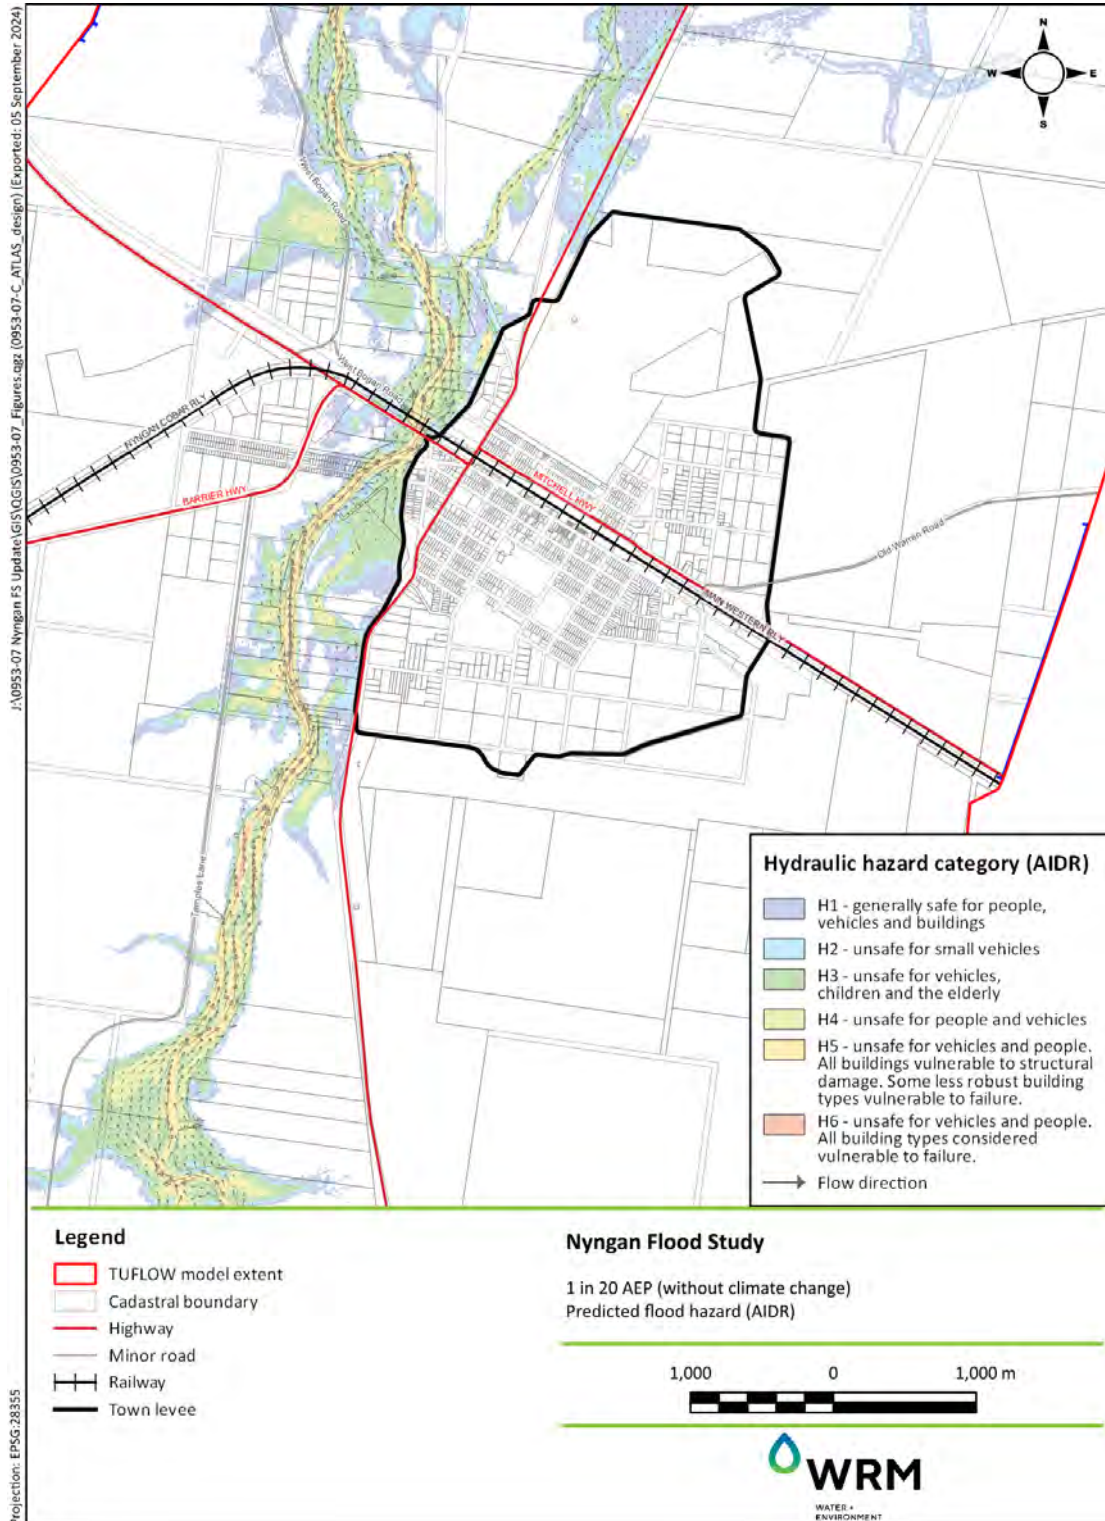 J:\0953-07 Nyngan FS Update\GIS\QGIS\0953-07_Figures.qgz (0953-07-C_ATLAS_design) (Exported: 05 September 2024)
Projection: EPSG:28355
N
W
E
S
West Bogan Road
West Bogan Road
NYNGAN COBAR RLY
BARRIER HWY
MITCHELL HWY
MAIN WESTERN RLY
Old Warren Road
Temples Lane
Hydraulic hazard category (AIDR)
H1 - generally safe for people,
vehicles and buildings
H2 - unsafe for small vehicles
H3 - unsafe for vehicles,
children and the elderly
H4 - unsafe for people and vehicles
H5 - unsafe for vehicles and people.
All buildings vulnerable to structural
damage. Some less robust building
types vulnerable to failure.
H6 - unsafe for vehicles and people.
All building types considered
vulnerable to failure.
Flow direction
Legend
TUFLOW model extent
Cadastral boundary
Highway
Minor road
Railway
Town levee
Nyngan Flood Study
1 in 20 AEP (without climate change)
Predicted flood hazard (AIDR)
1,000 0 1,000 m
WRM
WATER +
ENVIRONMENT